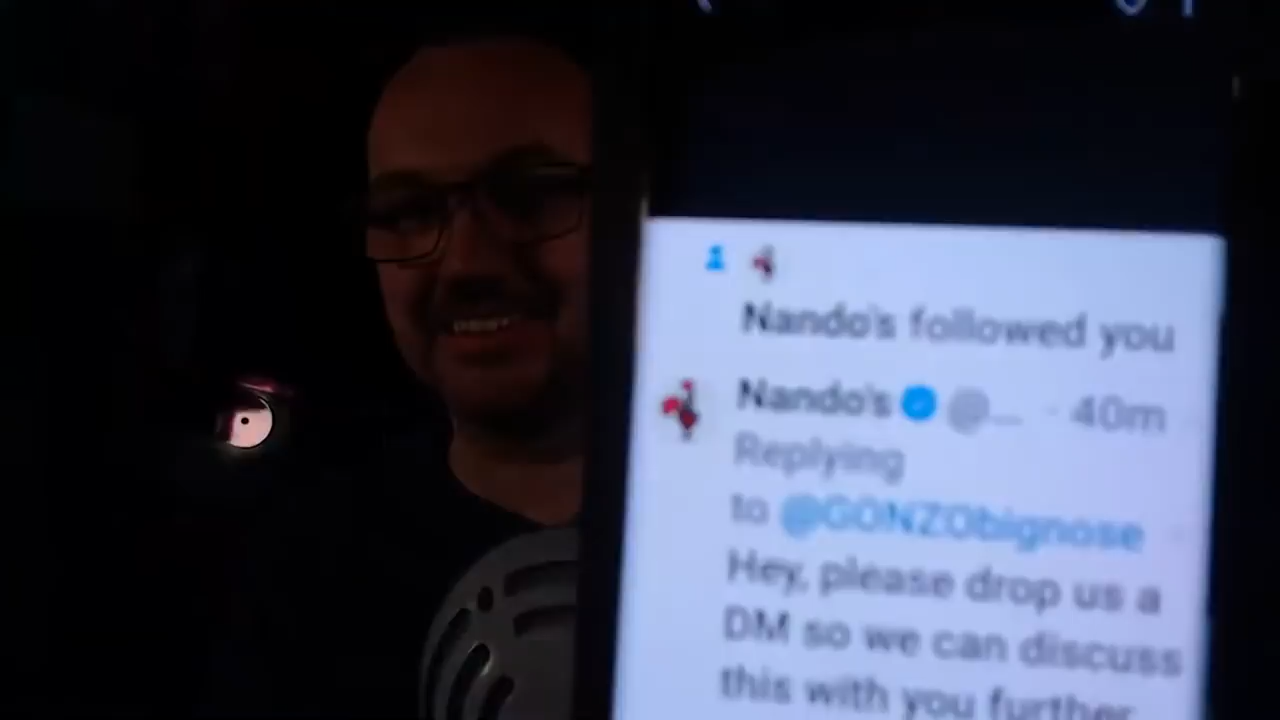 Nando's followed you
Nando's @... · 40m
Replying
to @GONZObignose
Hey, please drop us a
DM so we can discuss
this with you further